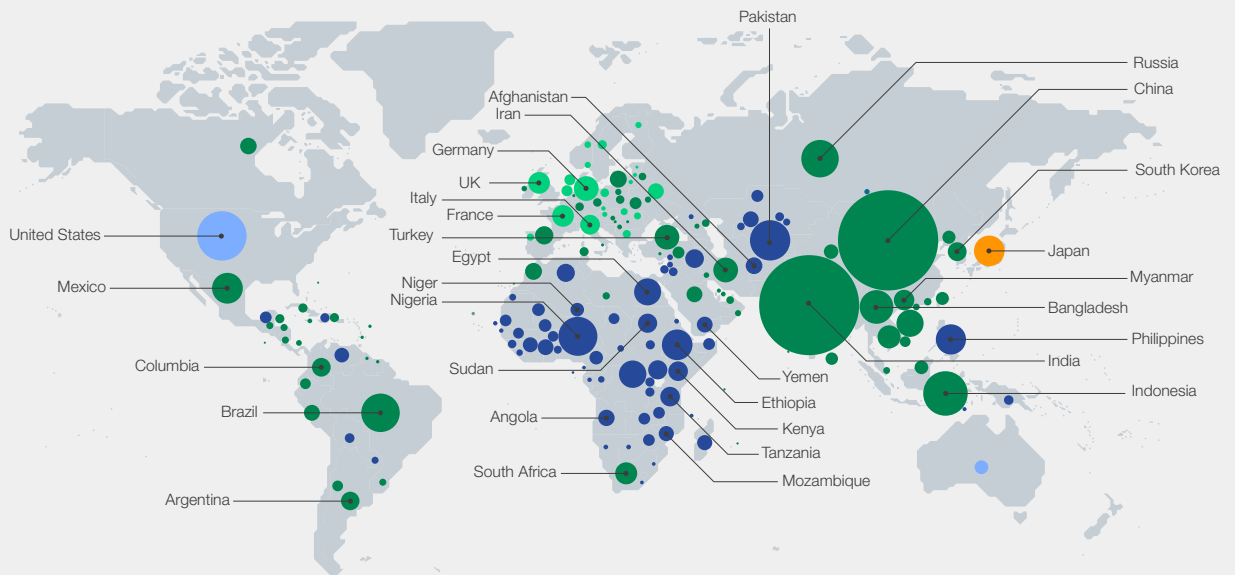 Pakistan
Russia
China
Afghanistan
Iran
Germany
South Korea
UK
Italy
France
United States
Turkey
Japan
Egypt
Myanmar
Niger
Mexico
Nigeria
Bangladesh
Philippines
India
Columbia
Sudan
Yemen
Indonesia
Ethiopia
Brazil
Angola
Kenya
Tanzania
South Africa
Mozambique
Argentina